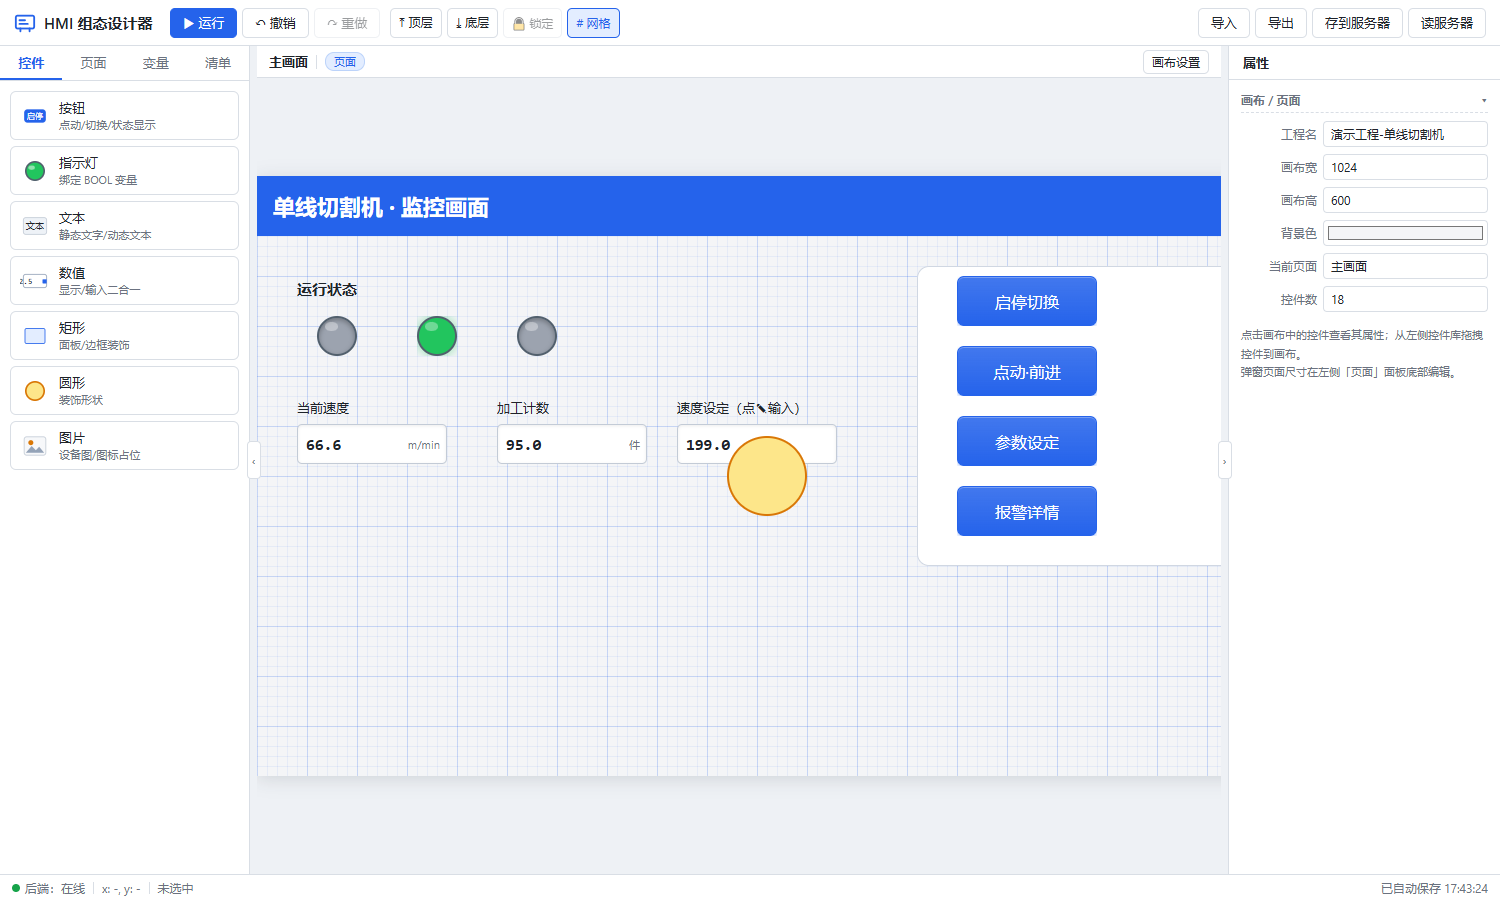 HMI 组态设计器
▶ 运行
撤销
重做
顶层
底层
锁定
# 网格
导入
导出
存到服务器
读服务器
控件
页面
变量
清单
启停
按钮
点动/切换/状态显示
指示灯
绑定 BOOL 变量
文本
文本
静态文字/动态文本
2.5
数值
显示/输入二合一
矩形
面板/边框装饰
圆形
装饰形状
图片
设备图/图标占位
主画面
页面
画布设置
单线切割机 · 监控画面
运行状态
当前速度
66.6 m/min
加工计数
95.0 件
速度设定（点✎输入）
199.0
启停切换
点动·前进
参数设定
报警详情
属性
画布 / 页面
工程名 演示工程-单线切割机
画布宽 1024
画布高 600
背景色
当前页面 主画面
控件数 18
点击画布中的控件查看其属性；从左侧控件库拖拽
控件到画布。
弹窗页面尺寸在左侧「页面」面板底部编辑。
后端：在线
x: -, y: -
未选中
已自动保存 17:43:24